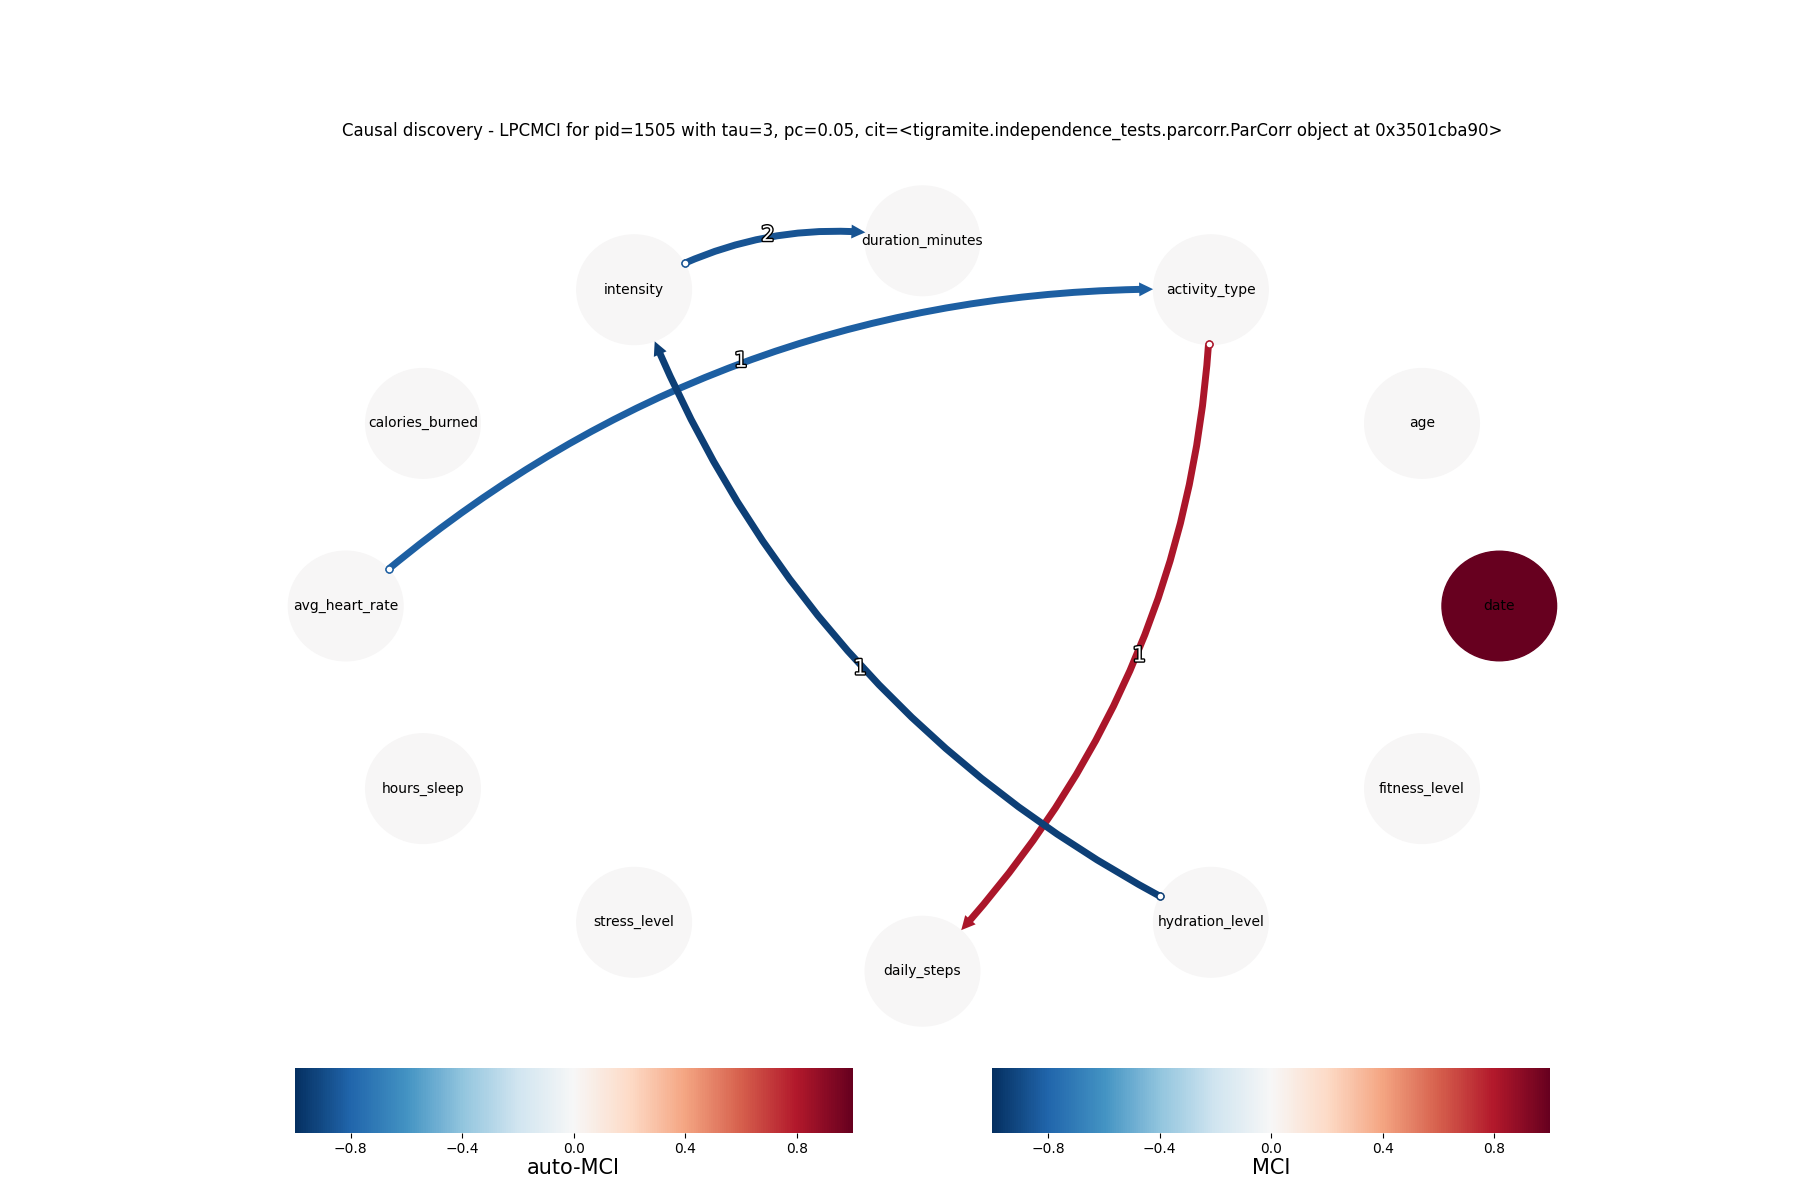 Causal discovery - LPCMCI for pid=1505 with tau=3, pc=0.05, cit=<tigramite.independence_tests.parcorr.ParCorr object at 0x3501cba90>
2
duration_minutes
intensity
activity_type
1
calories_burned
age
avg_heart_rate
date
1
1
hours_sleep
fitness_level
stress_level
hydration_level
daily_steps
−0.8 −0.4 0.0 0.4 0.8
auto-MCI
−0.8 −0.4 0.0 0.4 0.8
MCI